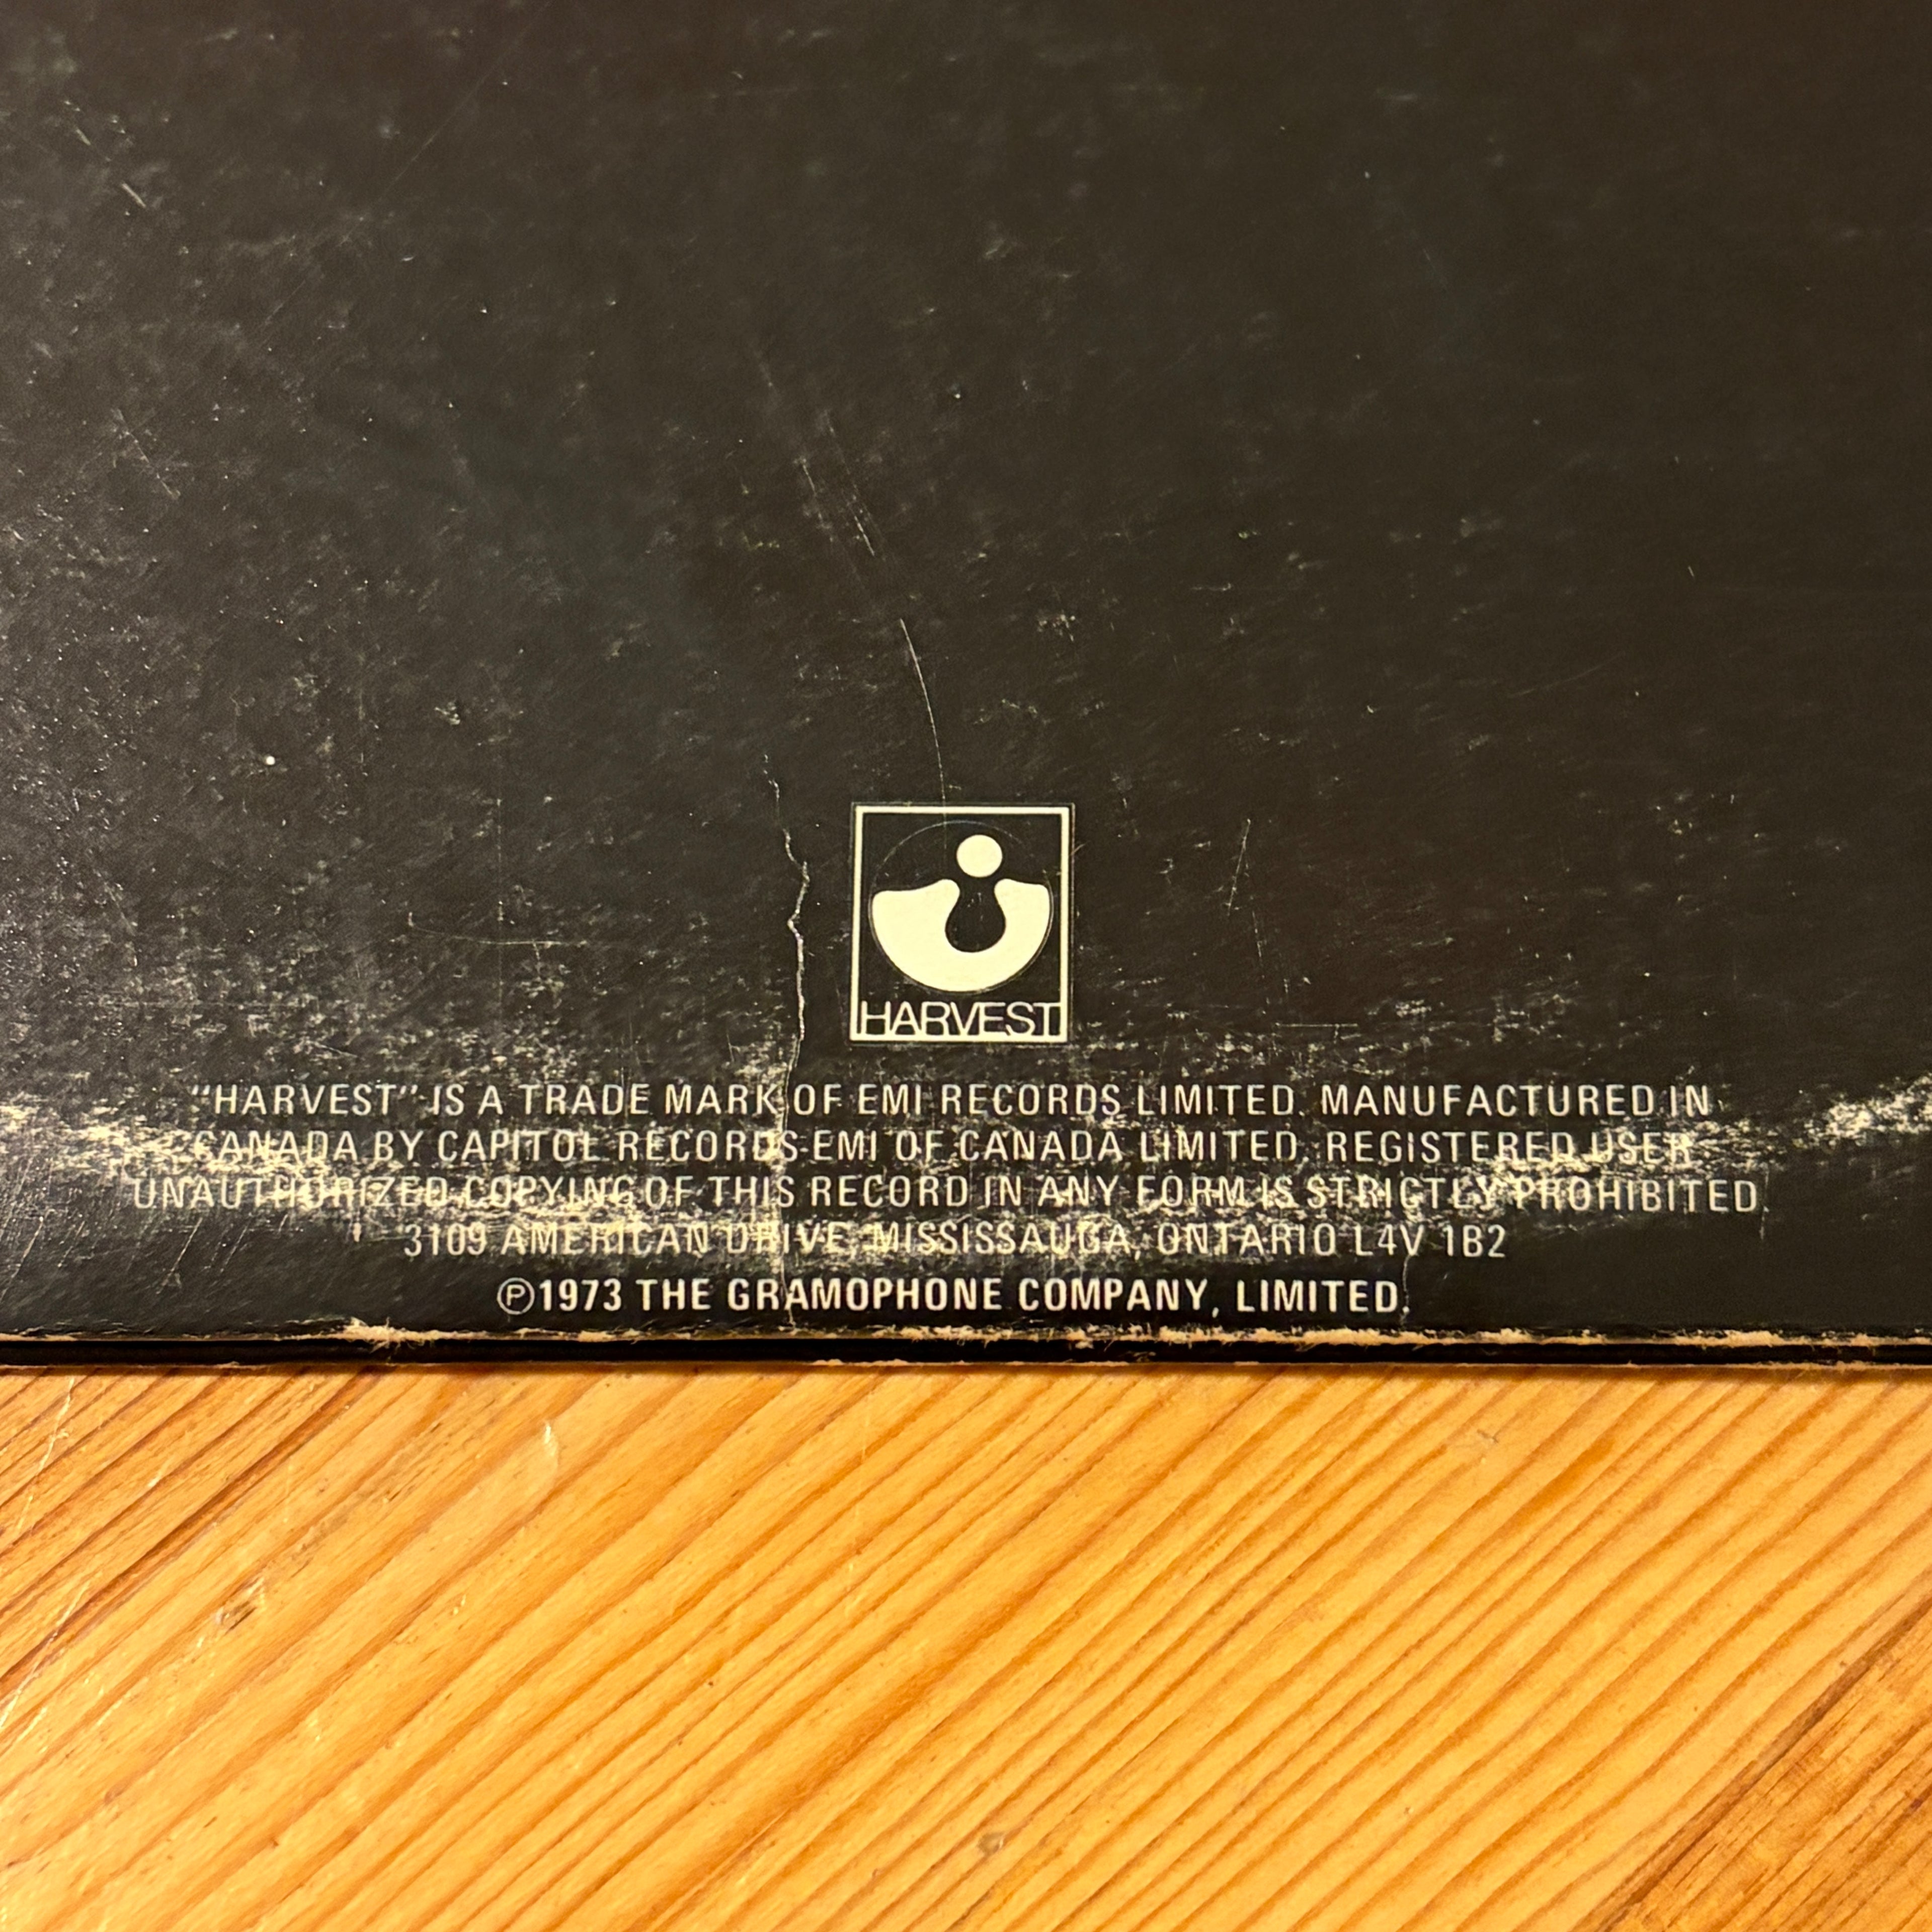 HARVEST
“HARVEST” IS A TRADE MARK OF EMI RECORDS LIMITED. MANUFACTURED IN
CANADA BY CAPITOL RECORDS-EMI OF CANADA LIMITED. REGISTERED USER
UNAUTHORIZED COPYING OF THIS RECORD IN ANY FORM IS STRICTLY PROHIBITED.
3109 AMERICAN DRIVE, MISSISSAUGA, ONTARIO L4V 1B2
Ⓟ1973 THE GRAMOPHONE COMPANY, LIMITED.